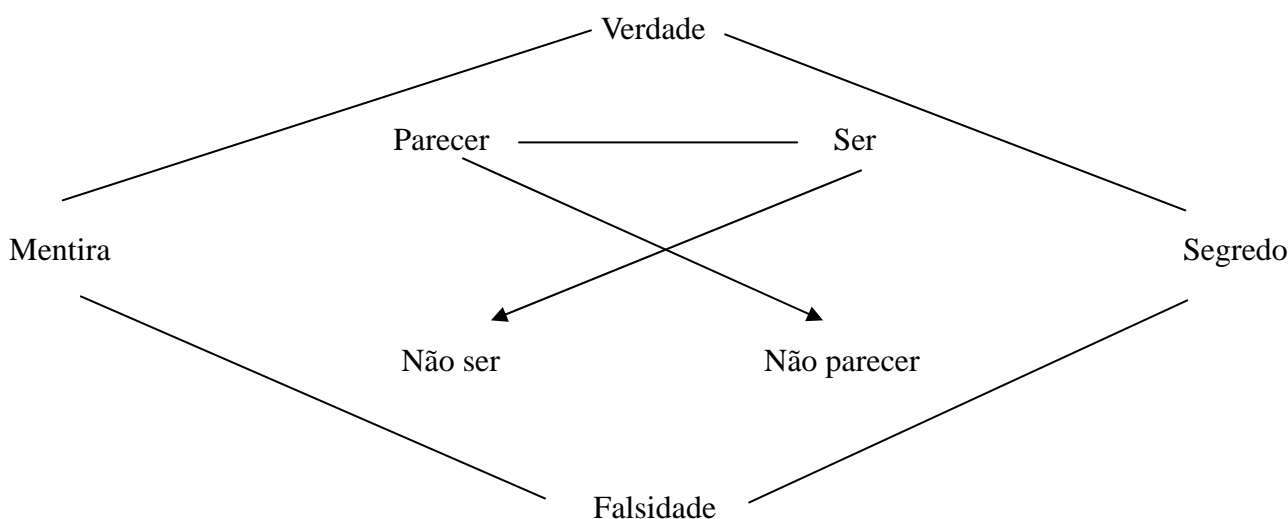 Verdade
Parecer Ser
Mentira Segredo
Não ser Não parecer
Falsidade